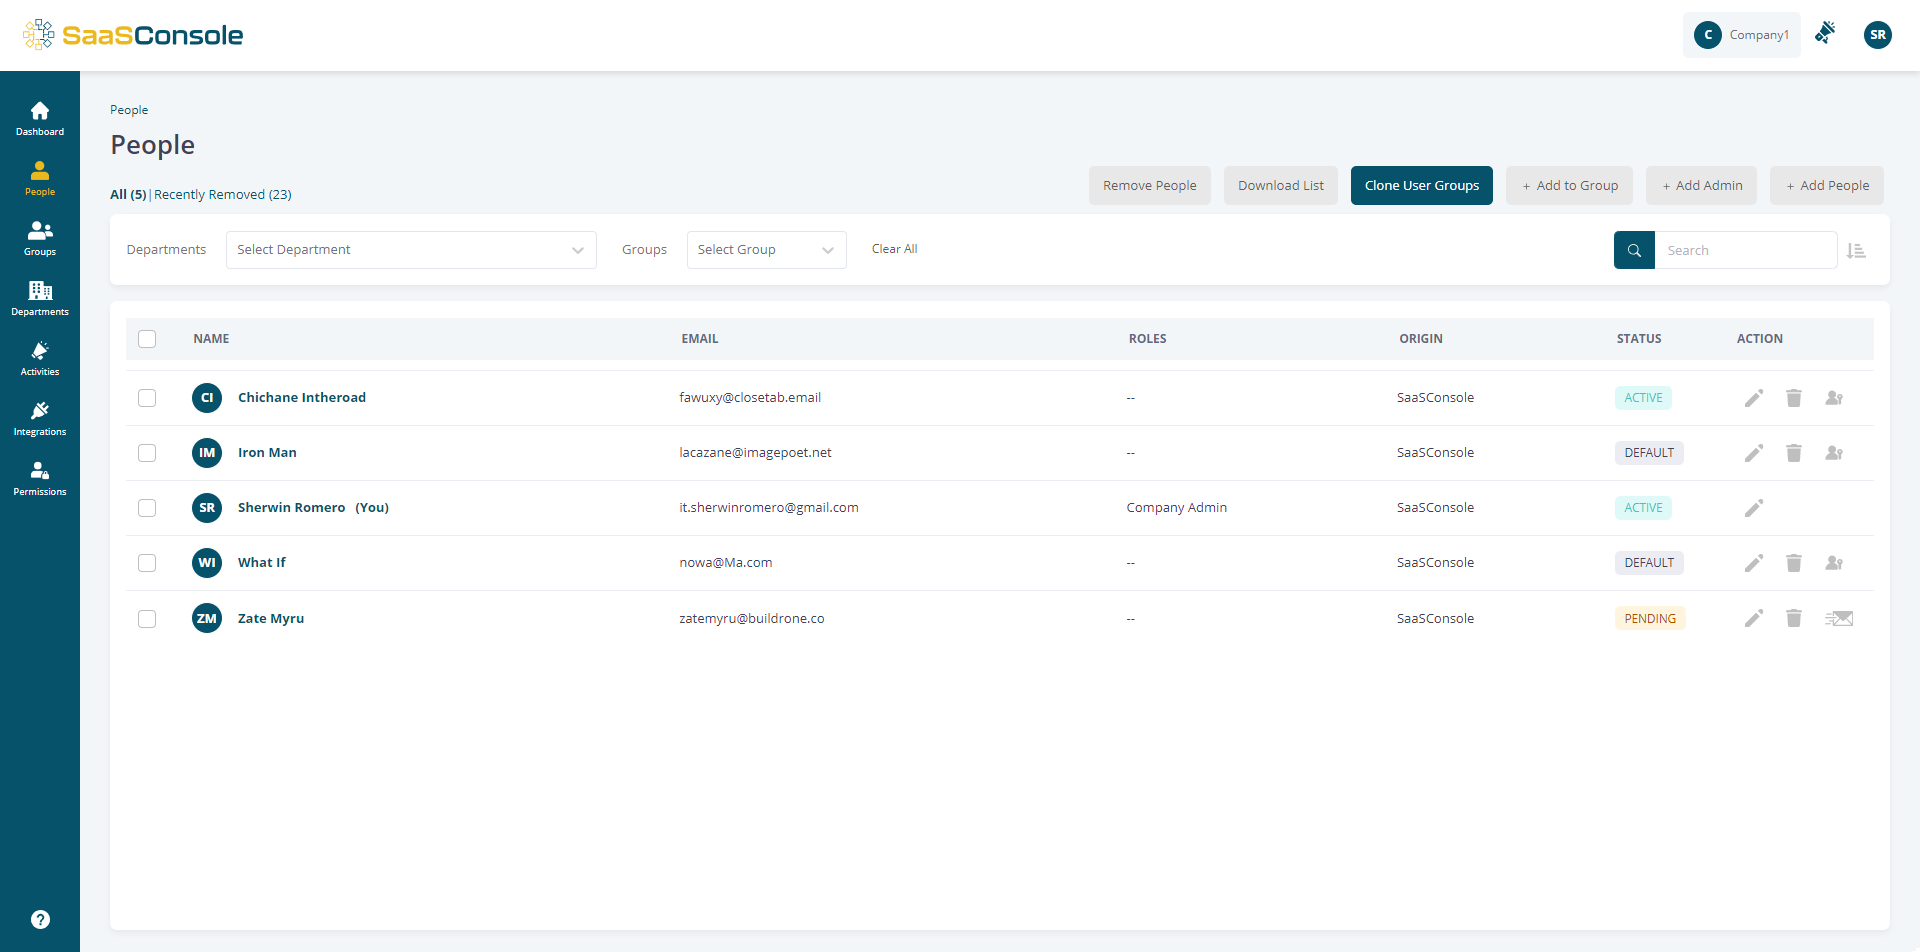 SaaSConsole
C Company1 SR
Dashboard
People
Groups
Departments
Activities
Integrations
Permissions
?
People
People
All (5)|Recently Removed (23)
Remove People Download List Clone User Groups + Add to Group + Add Admin + Add People
Departments Select Department Groups Select Group Clear All Search
NAME EMAIL ROLES ORIGIN STATUS ACTION
CI Chichane Intheroad fawuxy@closetab.email -- SaaSConsole ACTIVE
IM Iron Man lacazane@imagepoet.net -- SaaSConsole DEFAULT
SR Sherwin Romero (You) it.sherwinromero@gmail.com Company Admin SaaSConsole ACTIVE
WI What If nowa@Ma.com -- SaaSConsole DEFAULT
ZM Zate Myru zatemyru@buildrone.co -- SaaSConsole PENDING